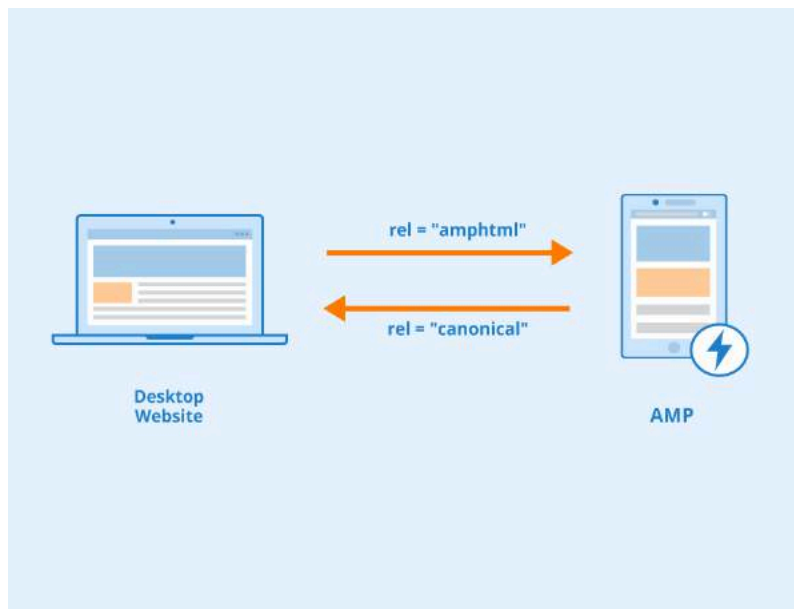 rel = "amphtml"
rel = "canonical"
Desktop
Website
AMP